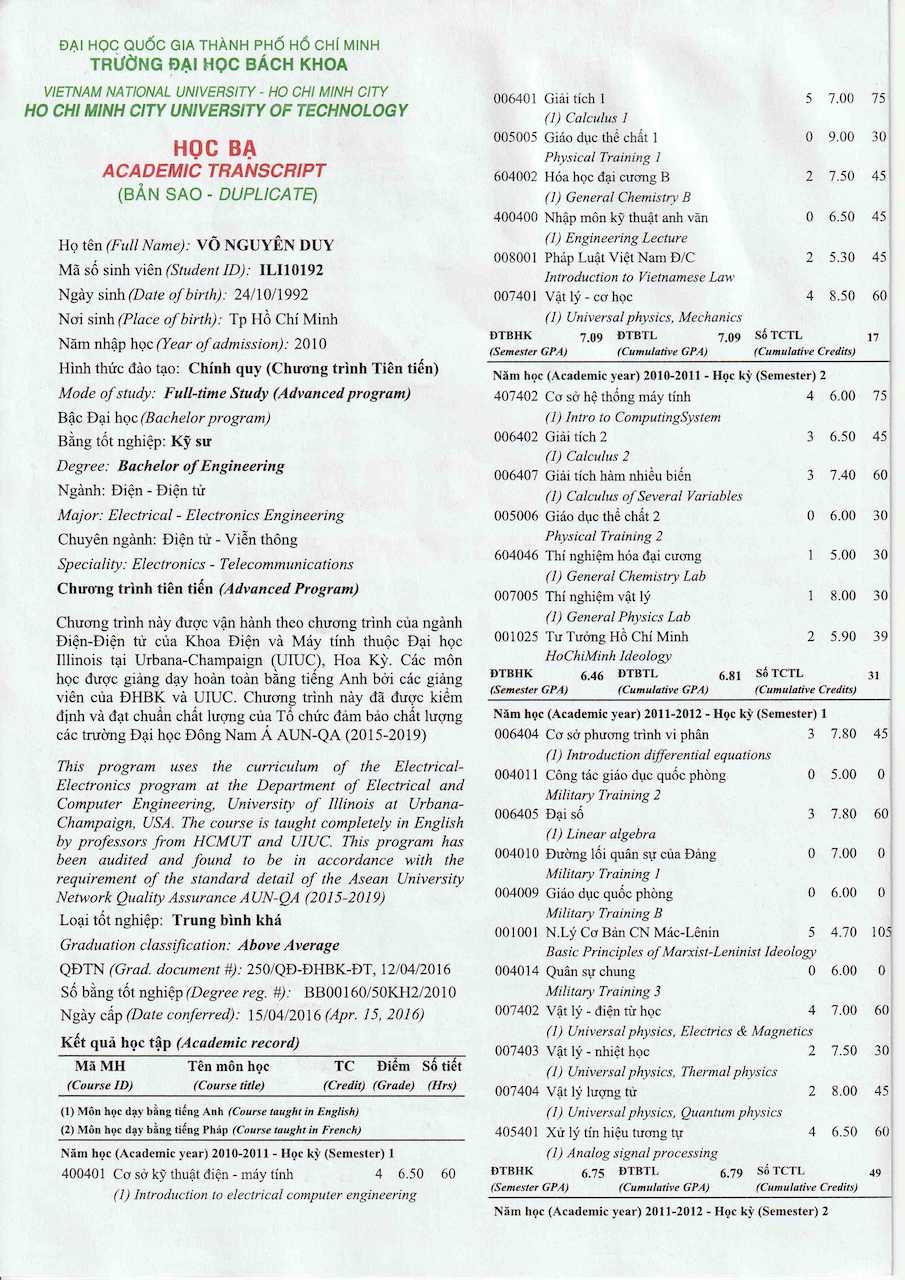 ĐẠI HỌC QUỐC GIA THÀNH PHỐ HỒ CHÍ MINH
TRƯỜNG ĐẠI HỌC BÁCH KHOA
VIETNAM NATIONAL UNIVERSITY - HO CHI MINH CITY
HO CHI MINH CITY UNIVERSITY OF TECHNOLOGY
HỌC BẠ
ACADEMIC TRANSCRIPT
(BẢN SAO - DUPLICATE)
Họ tên (Full Name): VÕ NGUYÊN DUY
Mã số sinh viên (Student ID): ILI10192
Ngày sinh (Date of birth): 24/10/1992
Nơi sinh (Place of birth): Tp Hồ Chí Minh
Năm nhập học (Year of admission): 2010
Hình thức đào tạo: Chính quy (Chương trình Tiên tiến)
Mode of study: Full-time Study (Advanced program)
Bậc Đại học (Bachelor program)
Bằng tốt nghiệp: Kỹ sư
Degree: Bachelor of Engineering
Ngành: Điện - Điện tử
Major: Electrical - Electronics Engineering
Chuyên ngành: Điện tử - Viễn thông
Speciality: Electronics - Telecommunications
Chương trình tiên tiến (Advanced Program)
Chương trình này được vận hành theo chương trình của ngành
Điện-Điện tử của Khoa Điện và Máy tính thuộc Đại học
Illinois tại Urbana-Champaign (UIUC), Hoa Kỳ. Các môn
học được giảng dạy hoàn toàn bằng tiếng Anh bởi các giảng
viên của ĐHBK và UIUC. Chương trình này đã được kiểm
định và đạt chuẩn chất lượng của Tổ chức đảm bảo chất lượng
các trường Đại học Đông Nam Á AUN-QA (2015-2019)
This program uses the curriculum of the Electrical-
Electronics program at the Department of Electrical and
Computer Engineering, University of Illinois at Urbana-
Champaign, USA. The course is taught completely in English
by professors from HCMUT and UIUC. This program has
been audited and found to be in accordance with the
requirement of the standard detail of the Asean University
Network Quality Assurance AUN-QA (2015-2019)
Loại tốt nghiệp: Trung bình khá
Graduation classification: Above Average
QĐTN (Grad. document #): 250/QĐ-ĐHBK-ĐT, 12/04/2016
Số bằng tốt nghiệp (Degree reg. #): BB00160/50KH2/2010
Ngày cấp (Date conferred): 15/04/2016 (Apr. 15, 2016)
Kết quả học tập (Academic record)
Mã MH Tên môn học TC Điểm Số tiết
(Course ID) (Course title) (Credit) (Grade) (Hrs)
(1) Môn học dạy bằng tiếng Anh (Course taught in English)
(2) Môn học dạy bằng tiếng Pháp (Course taught in French)
Năm học (Academic year) 2010-2011 - Học kỳ (Semester) 1
400401 Cơ sở kỹ thuật điện - máy tính 4 6.50 60
(1) Introduction to electrical computer engineering
006401 Giải tích 1 5 7.00 75
(1) Calculus 1
005005 Giáo dục thể chất 1 0 9.00 30
Physical Training 1
604002 Hóa học đại cương B 2 7.50 45
(1) General Chemistry B
400400 Nhập môn kỹ thuật anh văn 0 6.50 45
(1) Engineering Lecture
008001 Pháp Luật Việt Nam Đ/C 2 5.30 45
Introduction to Vietnamese Law
007401 Vật lý - cơ học 4 8.50 60
(1) Universal physics, Mechanics
ĐTBHK 7.09 ĐTBTL 7.09 Số TCTL 17
(Semester GPA) (Cumulative GPA) (Cumulative Credits)
Năm học (Academic year) 2010-2011 - Học kỳ (Semester) 2
407402 Cơ sở hệ thống máy tính 4 6.00 75
(1) Intro to ComputingSystem
006402 Giải tích 2 3 6.50 45
(1) Calculus 2
006407 Giải tích hàm nhiều biến 3 7.40 60
(1) Calculus of Several Variables
005006 Giáo dục thể chất 2 0 6.00 30
Physical Training 2
604046 Thí nghiệm hóa đại cương 1 5.00 30
(1) General Chemistry Lab
007005 Thí nghiệm vật lý 1 8.00 30
(1) General Physics Lab
001025 Tư Tưởng Hồ Chí Minh 2 5.90 39
HoChiMinh Ideology
ĐTBHK 6.46 ĐTBTL 6.81 Số TCTL 31
(Semester GPA) (Cumulative GPA) (Cumulative Credits)
Năm học (Academic year) 2011-2012 - Học kỳ (Semester) 1
006404 Cơ sở phương trình vi phân 3 7.80 45
(1) Introduction differential equations
004011 Công tác giáo dục quốc phòng 0 5.00 0
Military Training 2
006405 Đại số 3 7.80 60
(1) Linear algebra
004010 Đường lối quân sự của Đảng 0 7.00 0
Military Training 1
004009 Giáo dục quốc phòng 0 6.00 0
Military Training B
001001 N.Lý Cơ Bản CN Mác-Lênin 5 4.70 105
Basic Principles of Marxist-Leninist Ideology
004014 Quân sự chung 0 6.00 0
Military Training 3
007402 Vật lý - điện từ học 4 7.00 60
(1) Universal physics, Electrics & Magnetics
007403 Vật lý - nhiệt học 2 7.50 30
(1) Universal physics, Thermal physics
007404 Vật lý lượng tử 2 8.00 45
(1) Universal physics, Quantum physics
405401 Xử lý tín hiệu tương tự 4 6.50 60
(1) Analog signal processing
ĐTBHK 6.75 ĐTBTL 6.79 Số TCTL 49
(Semester GPA) (Cumulative GPA) (Cumulative Credits)
Năm học (Academic year) 2011-2012 - Học kỳ (Semester) 2